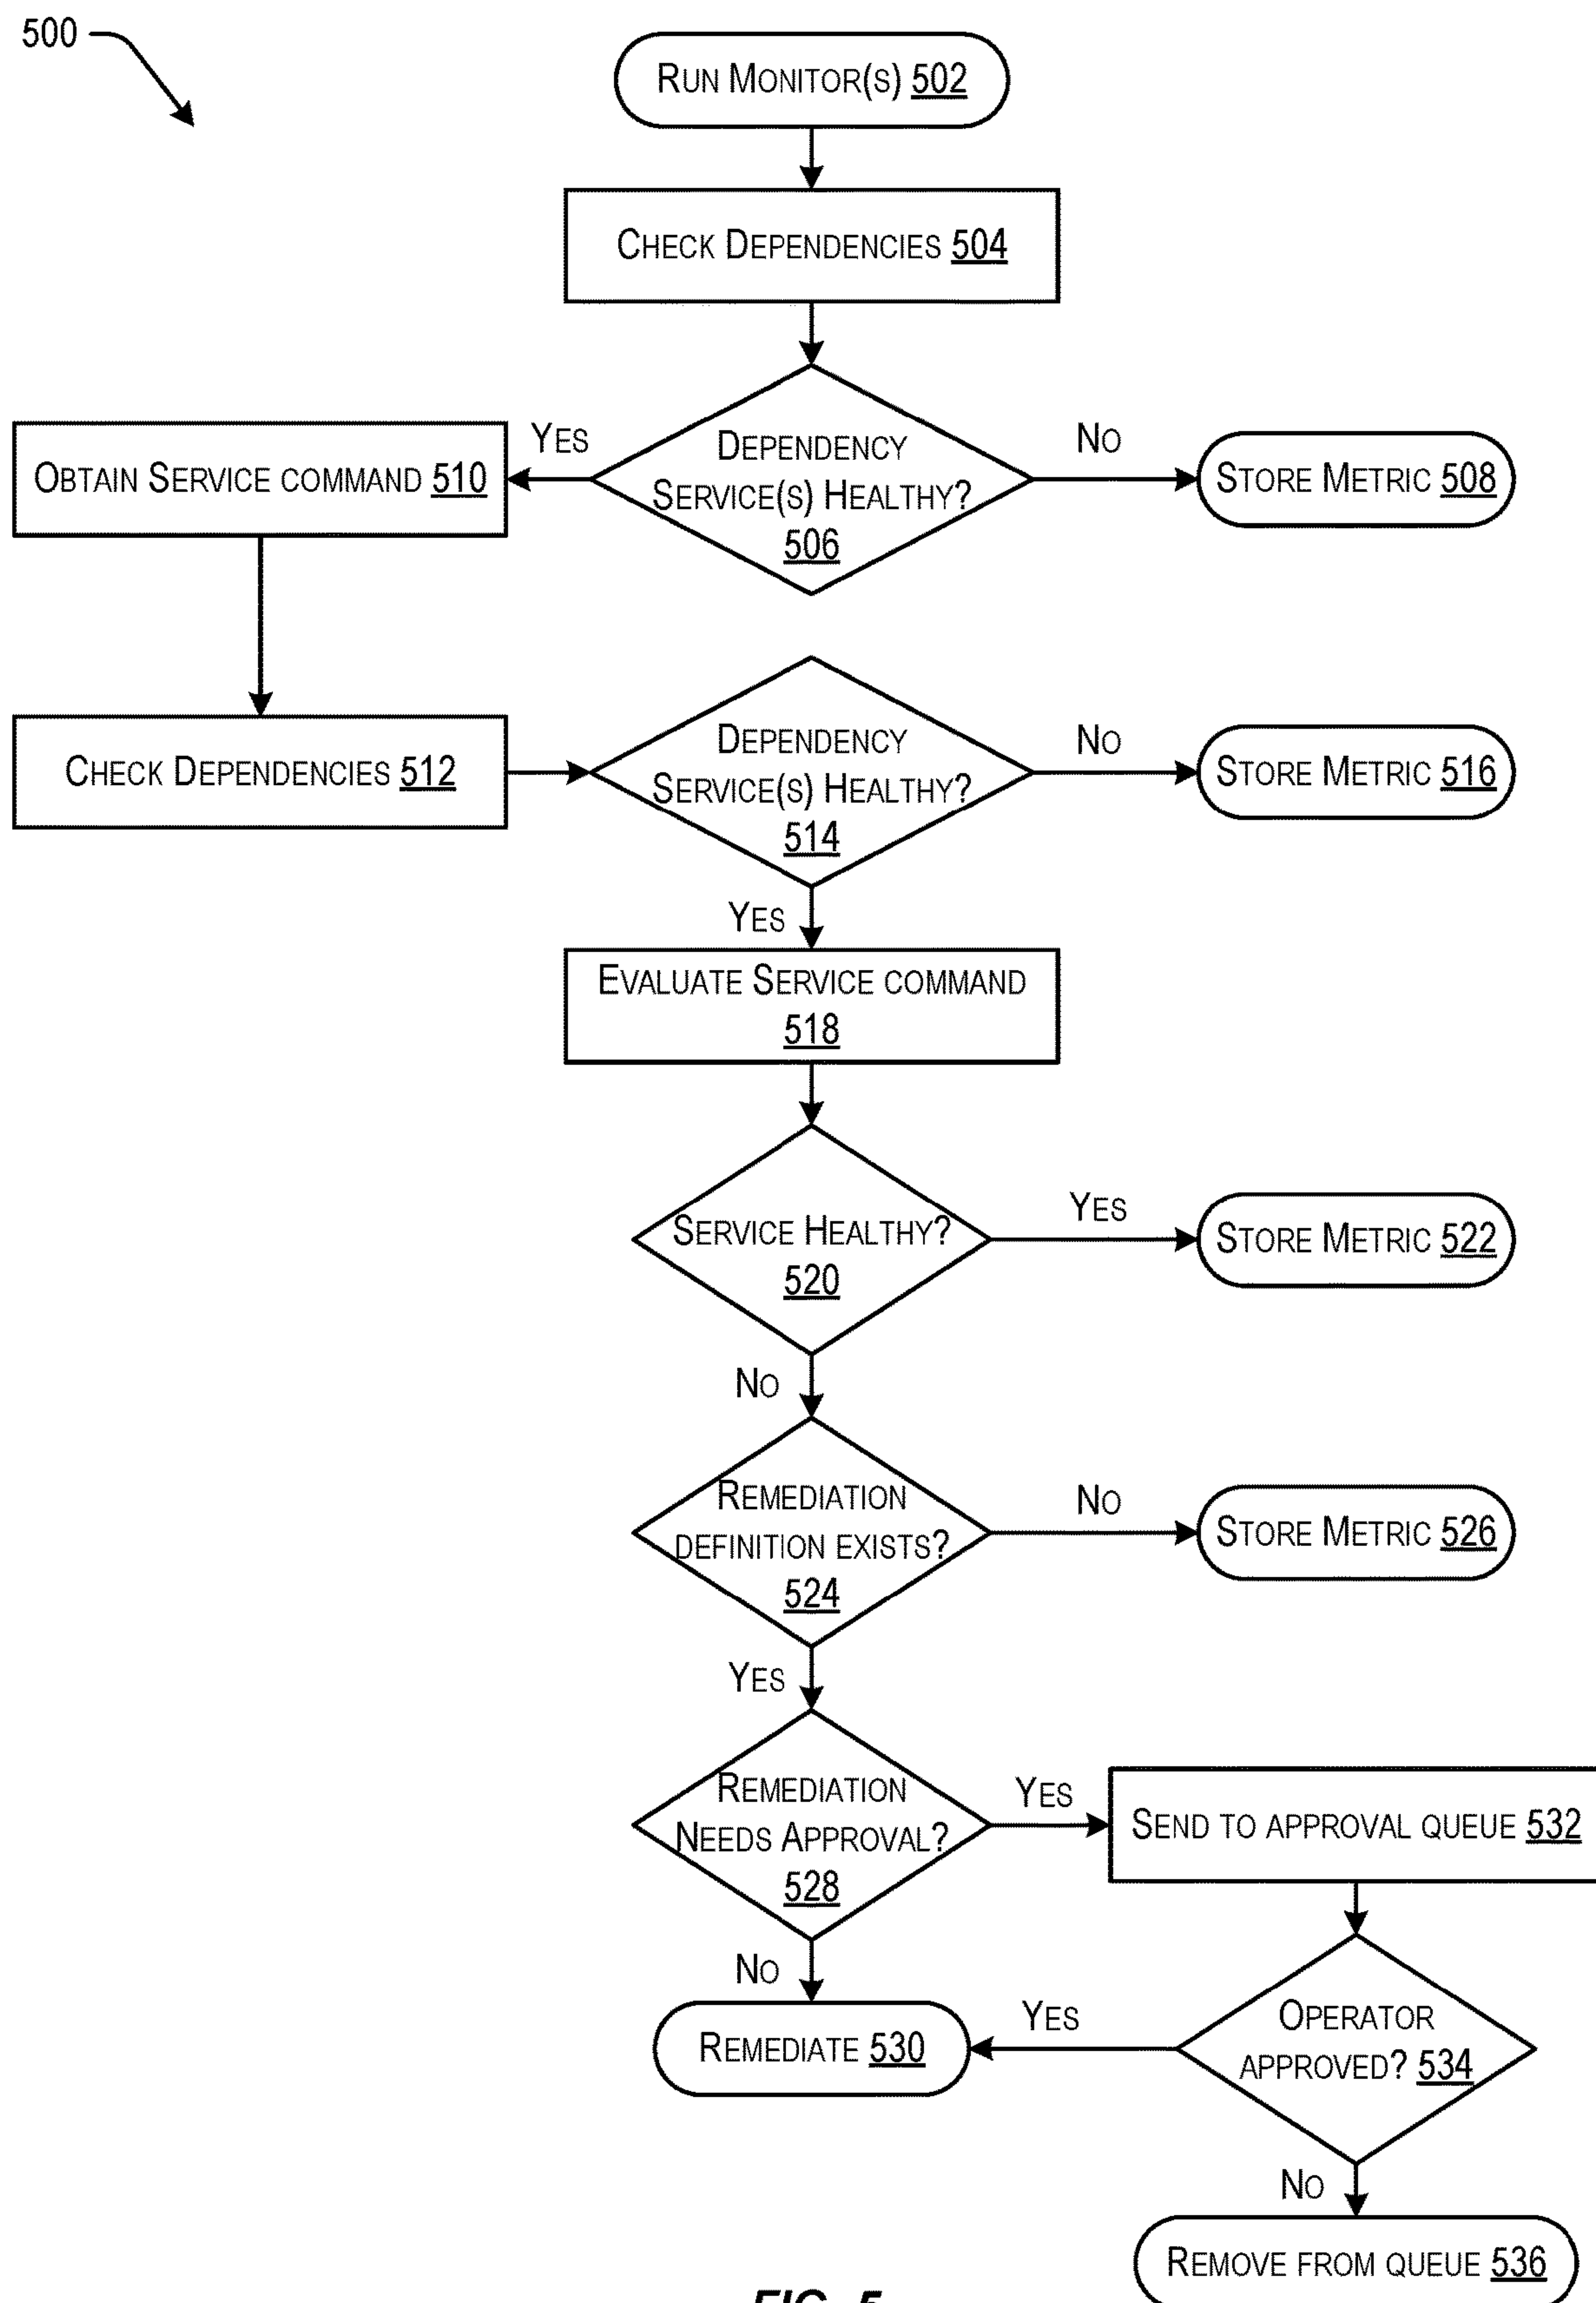 500
RUN MONITOR(S) 502
CHECK DEPENDENCIES 504
YES
DEPENDENCY
SERVICE(S) HEALTHY?
506
NO
OBTAIN SERVICE COMMAND 510
STORE METRIC 508
CHECK DEPENDENCIES 512
DEPENDENCY
SERVICE(S) HEALTHY?
514
NO
STORE METRIC 516
YES
EVALUATE SERVICE COMMAND
518
SERVICE HEALTHY?
520
YES
STORE METRIC 522
NO
REMEDIATION
DEFINITION EXISTS?
524
NO
STORE METRIC 526
YES
REMEDIATION
NEEDS APPROVAL?
528
YES
SEND TO APPROVAL QUEUE 532
NO
REMEDIATE 530
YES
OPERATOR
APPROVED? 534
NO
REMOVE FROM QUEUE 536
FIG. 5